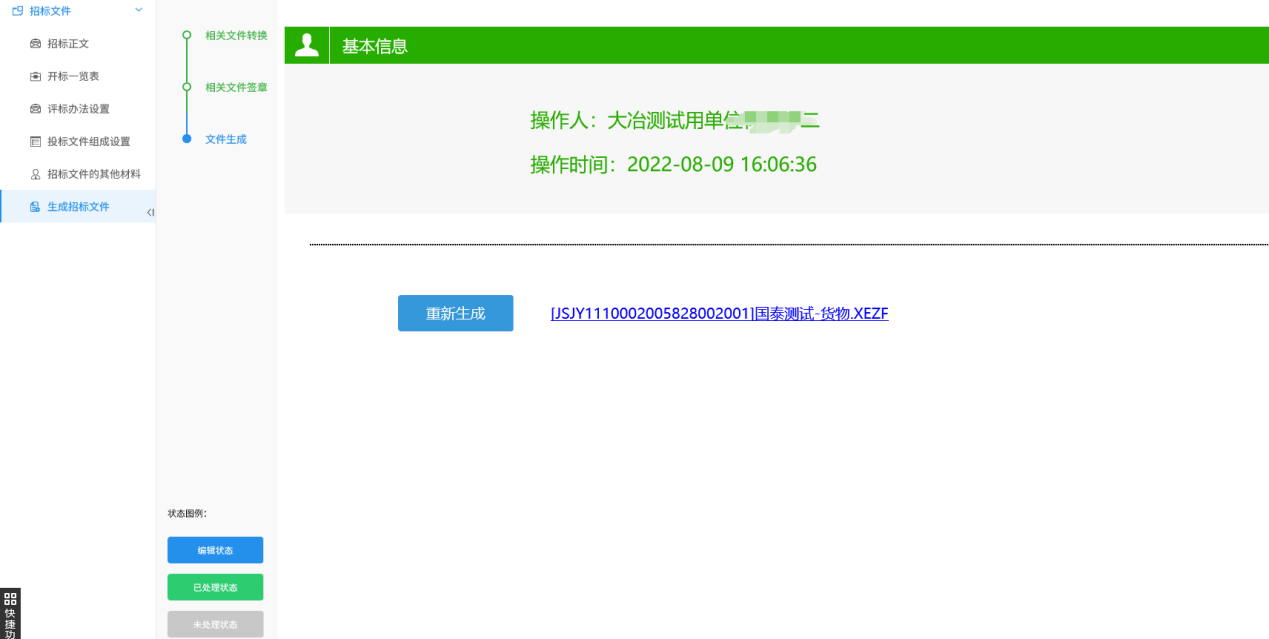 招标文件
招标正文
开标一览表
评标办法设置
投标文件组成设置
招标文件的其他材料
生成招标文件
相关文件转换
相关文件签章
文件生成
状态图例：
编辑状态
已处理状态
未处理状态
快捷功
基本信息
操作人：大冶测试用单位 二
操作时间：2022-08-09 16:06:36
重新生成
[JSJY1110002005828002001]国泰测试-货物.XEZF